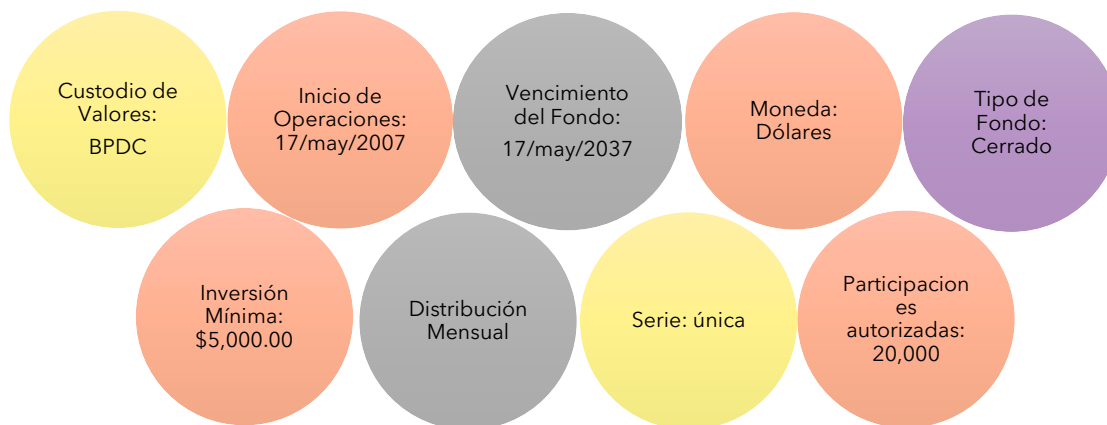 Custodio de
Valores:
BPDC
Inicio de
Operaciones:
17/may/2007
Vencimiento
del Fondo:
17/may/2037
Moneda:
Dólares
Tipo de
Fondo:
Cerrado
Inversión
Mínima:
$5,000.00
Distribución
Mensual
Serie: única
Participacion
es
autorizadas:
20,000